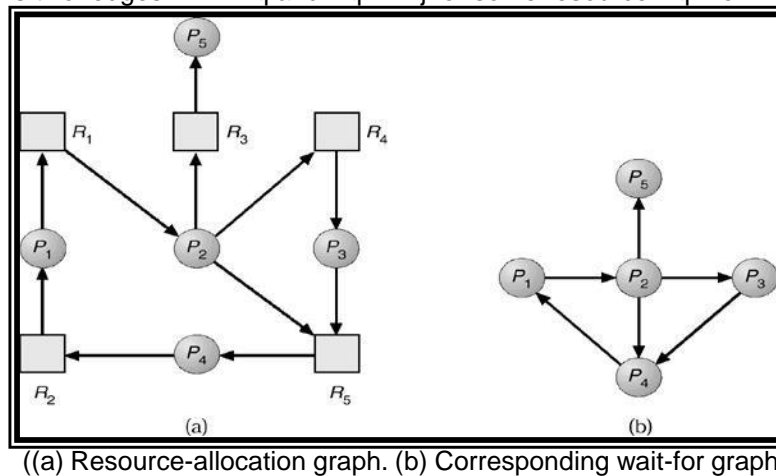 P5
R1
R3
R4
P1
P2
P3
P4
R2
R5
(a)
P5
P1
P2
P3
P4
(b)
((a) Resource-allocation graph. (b) Corresponding wait-for graph